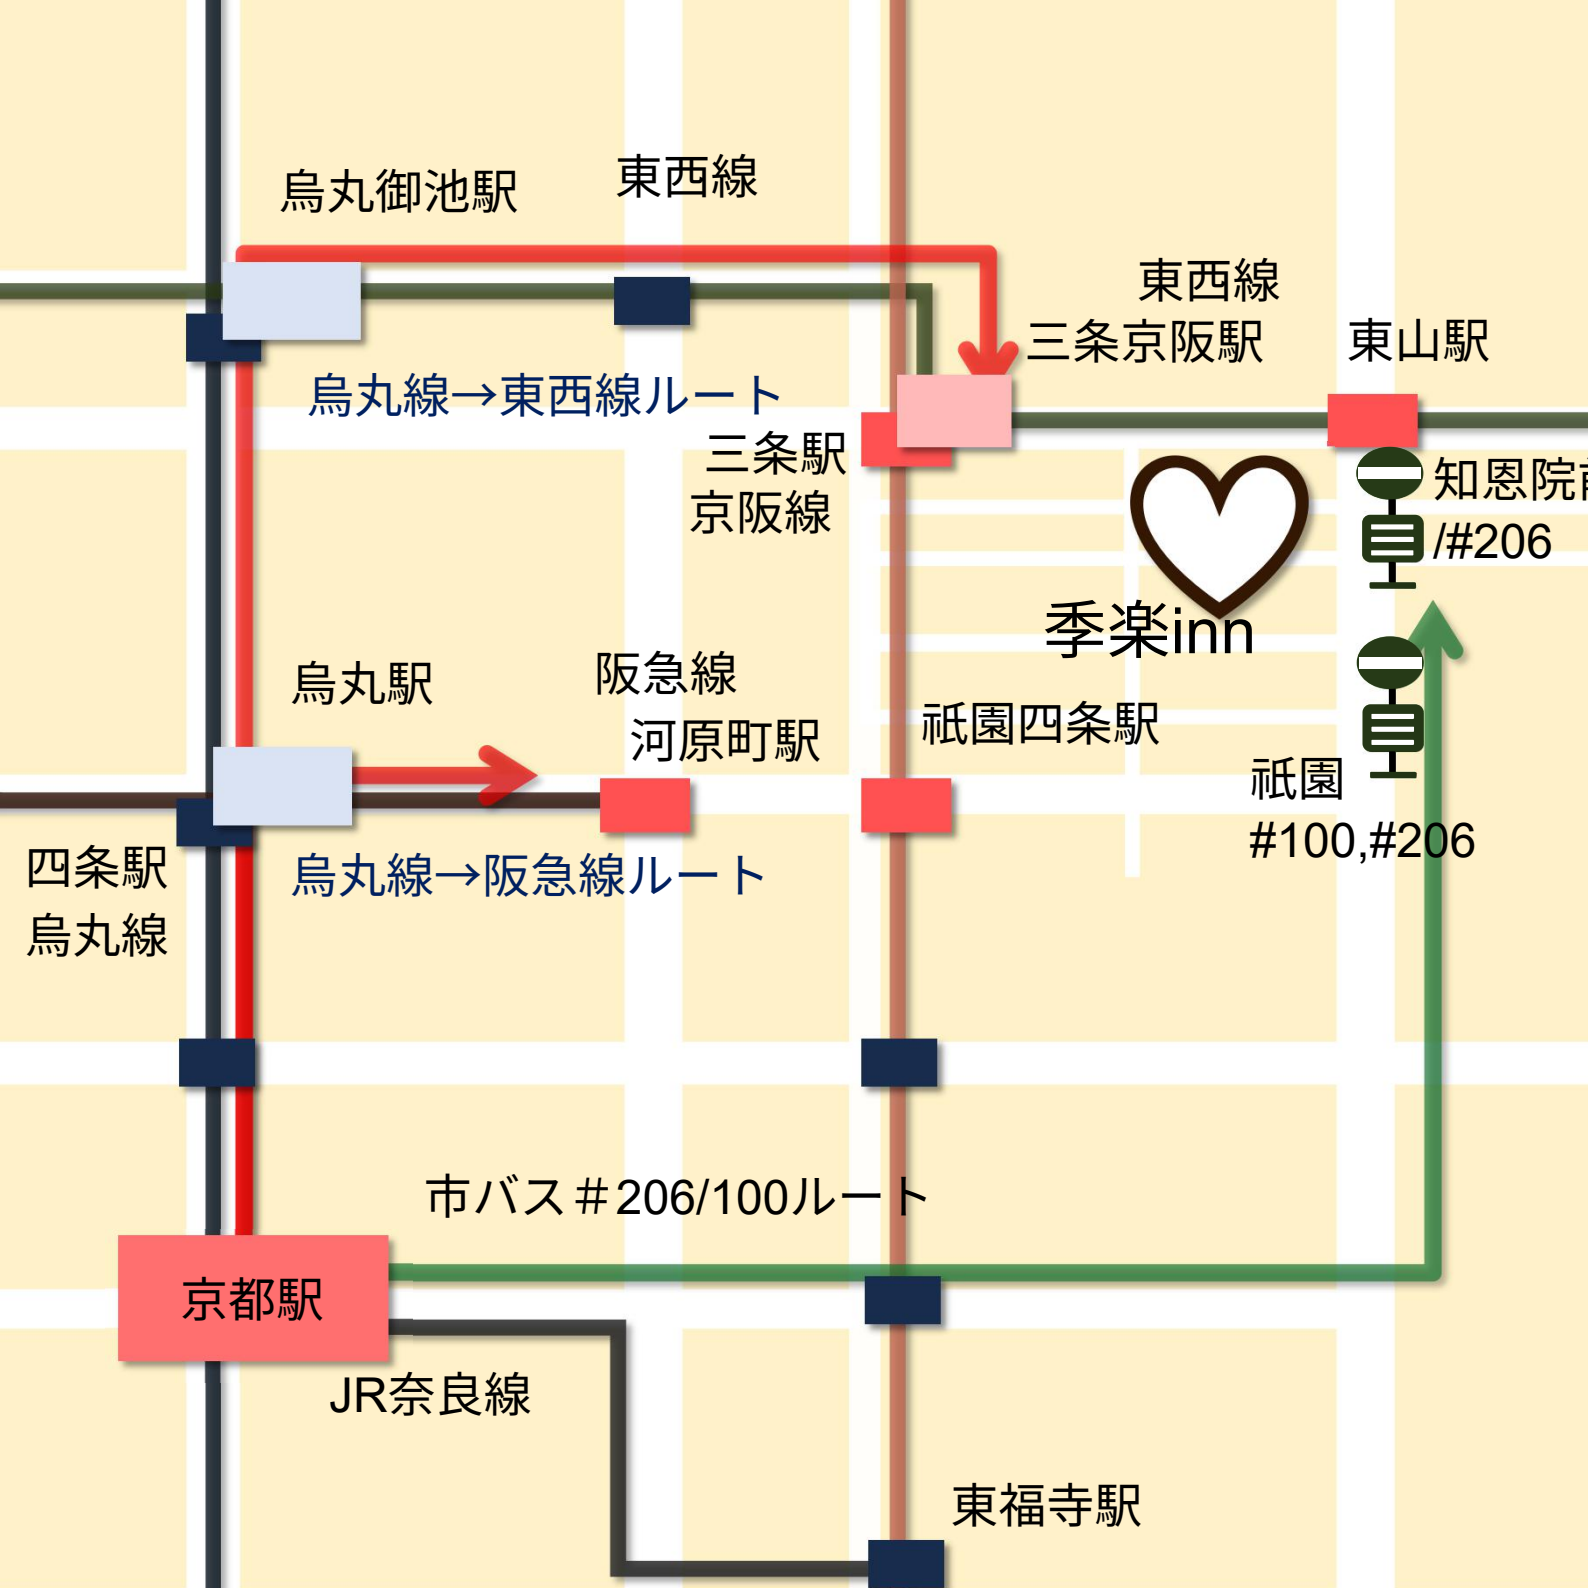 烏丸御池駅
東西線
東西線
三条京阪駅
東山駅
烏丸線→東西線ルート
三条駅
京阪線
知恩院前
/#206
季楽inn
烏丸駅
阪急線
河原町駅
祇園四条駅
祇園
#100,#206
四条駅
烏丸線
烏丸線→阪急線ルート
市バス＃206/100ルート
京都駅
JR奈良線
東福寺駅